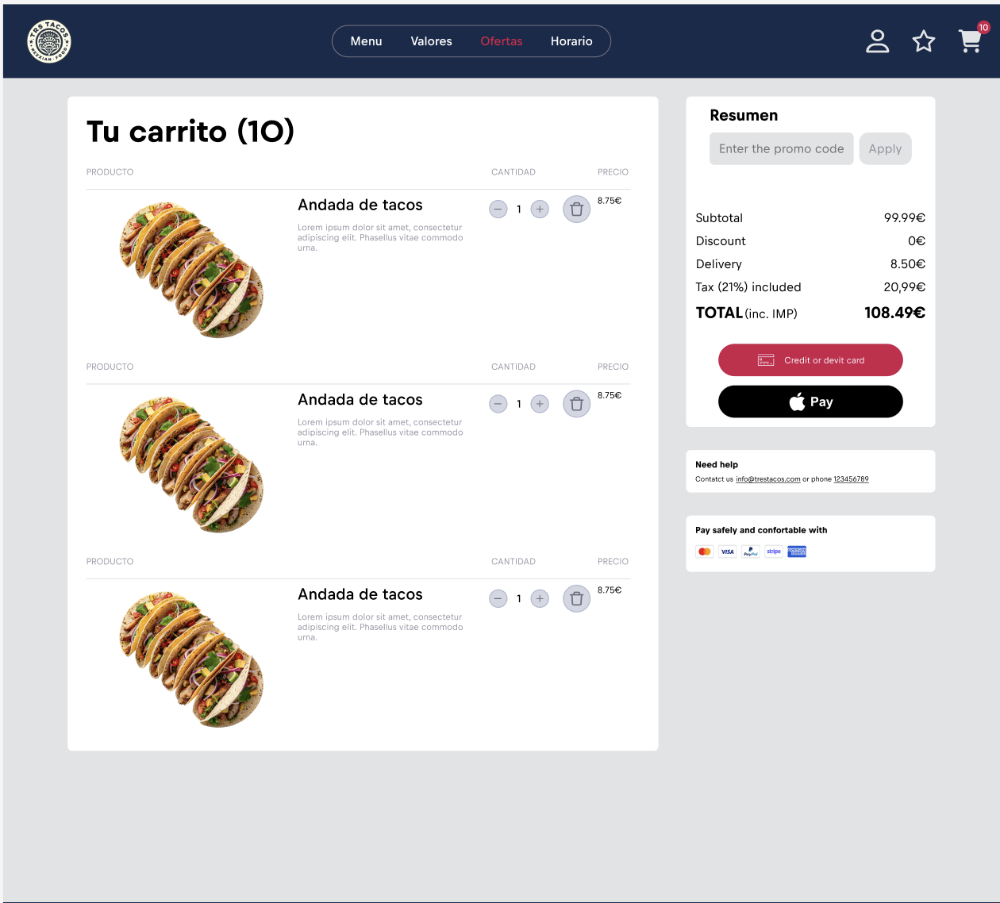 TRS TACOS
MEXXIAN · FOOD
Menu Valores Ofertas Horario
10
Tu carrito (10)
PRODUCTO CANTIDAD PRECIO
Andada de tacos
1
8.75€
Lorem ipsum dolor sit amet, consectetur
adipiscing elit. Phasellus vitae commodo
urna.
PRODUCTO CANTIDAD PRECIO
Andada de tacos
1
8.75€
Lorem ipsum dolor sit amet, consectetur
adipiscing elit. Phasellus vitae commodo
urna.
PRODUCTO CANTIDAD PRECIO
Andada de tacos
1
8.75€
Lorem ipsum dolor sit amet, consectetur
adipiscing elit. Phasellus vitae commodo
urna.
Resumen
Enter the promo code Apply
Subtotal 99.99€
Discount 0€
Delivery 8.50€
Tax (21%) included 20,99€
TOTAL (inc. IMP) 108.49€
Credit or devit card
Pay
Need help
Contatct us info@trestacos.com or phone 123456789
Pay safely and confortable with
VISA PayPal stripe